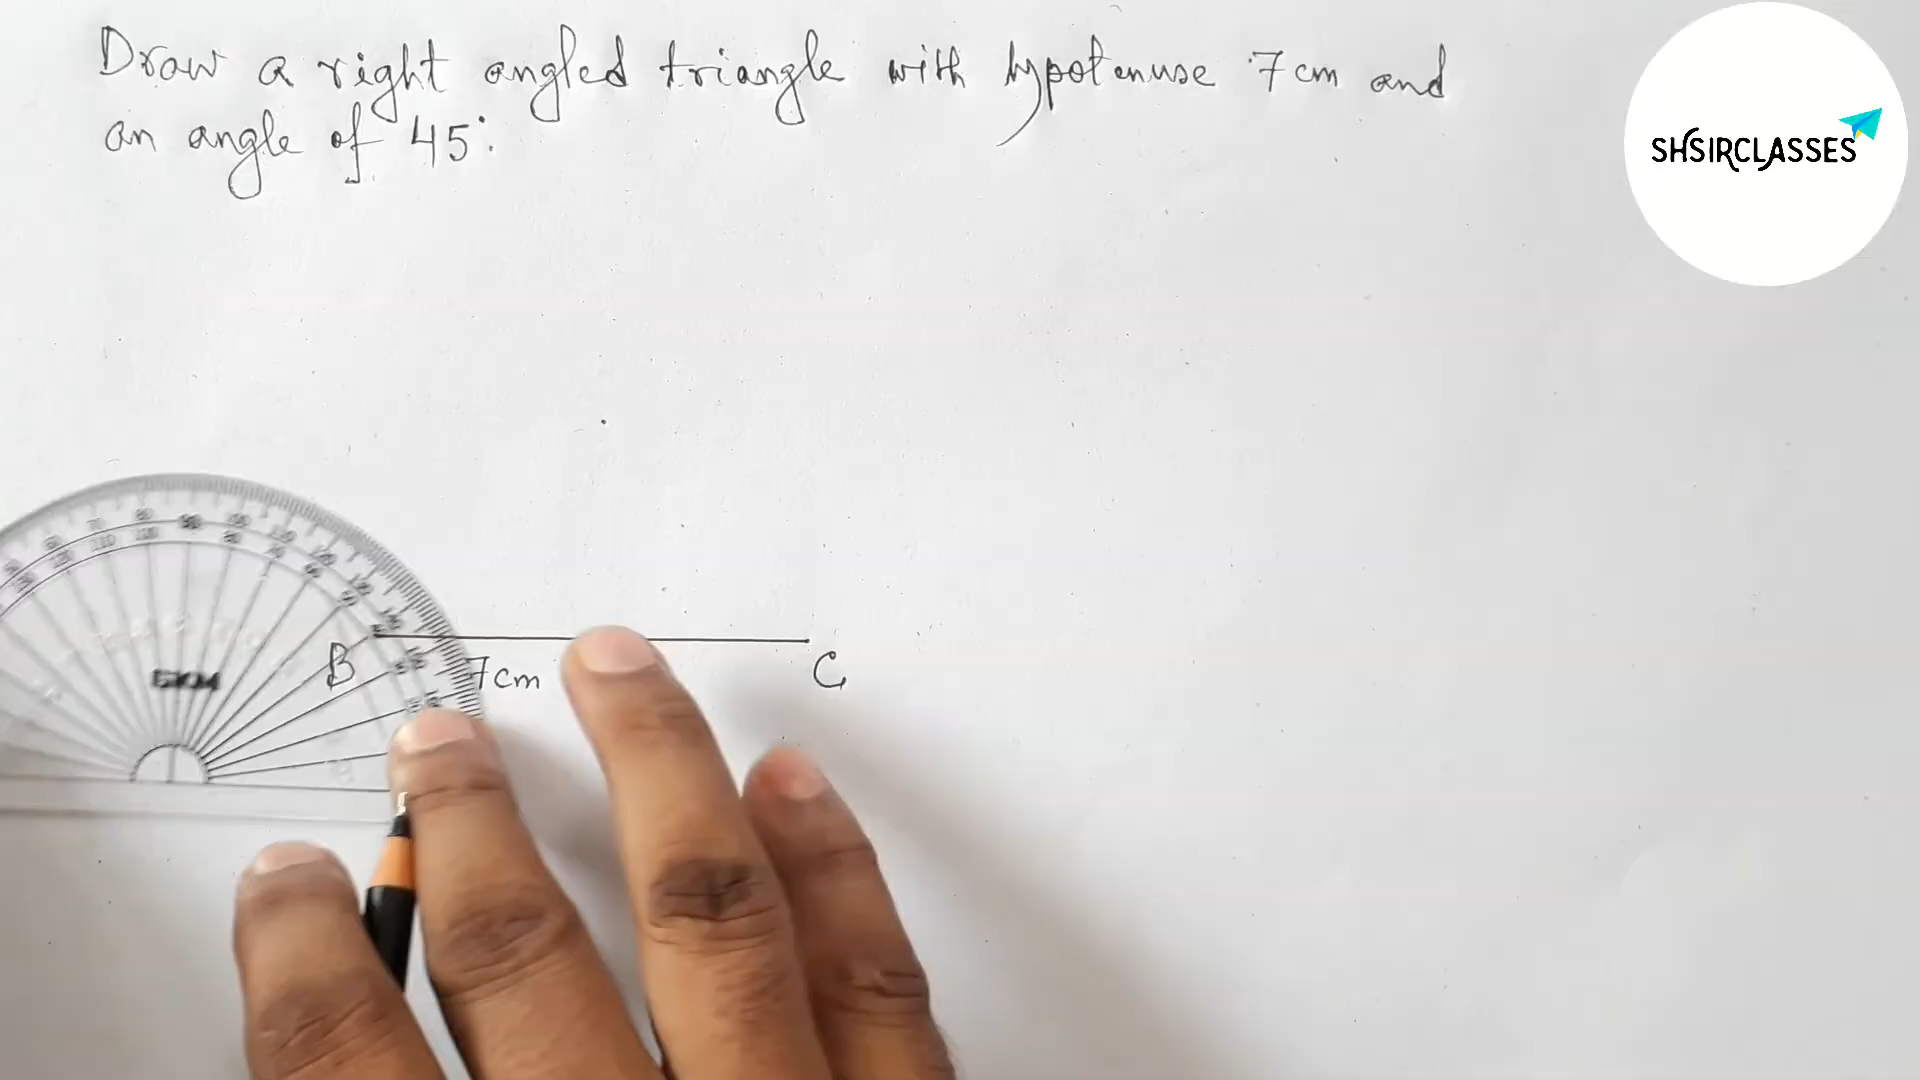 Draw a right angled triangle with hypotenuse 7cm and
an angle of 45°.
SHSIRCLASSES
B
7cm
C